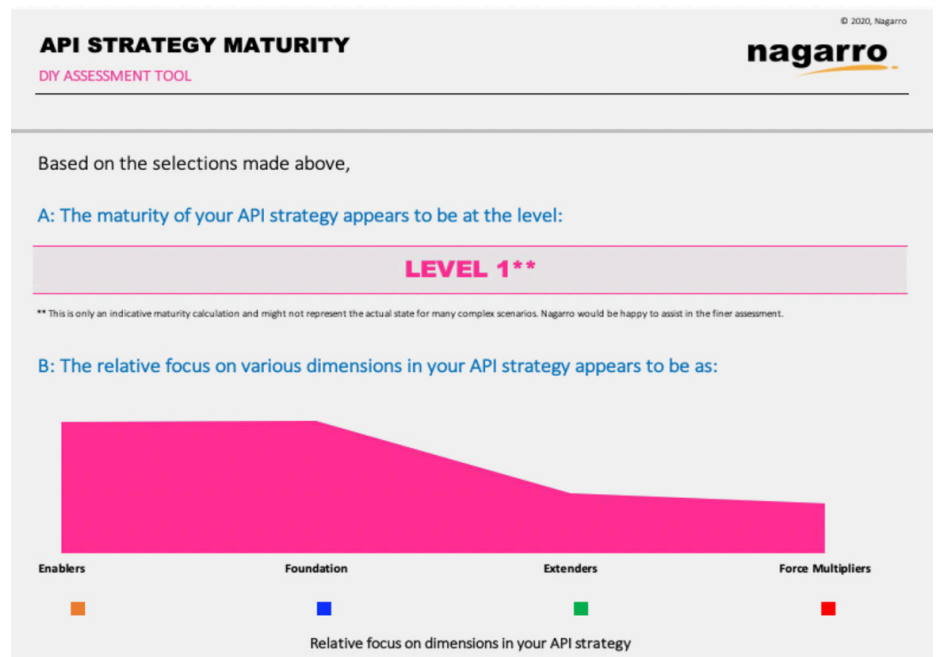 © 2020, Nagarro
API STRATEGY MATURITY
nagarro
DIY ASSESSMENT TOOL
Based on the selections made above,
A: The maturity of your API strategy appears to be at the level:
LEVEL 1**
** This is only an indicative maturity calculation and might not represent the actual state for many complex scenarios. Nagarro would be happy to assist in the finer assessment.
B: The relative focus on various dimensions in your API strategy appears to be as:
Enablers Foundation Extenders Force Multipliers
Relative focus on dimensions in your API strategy